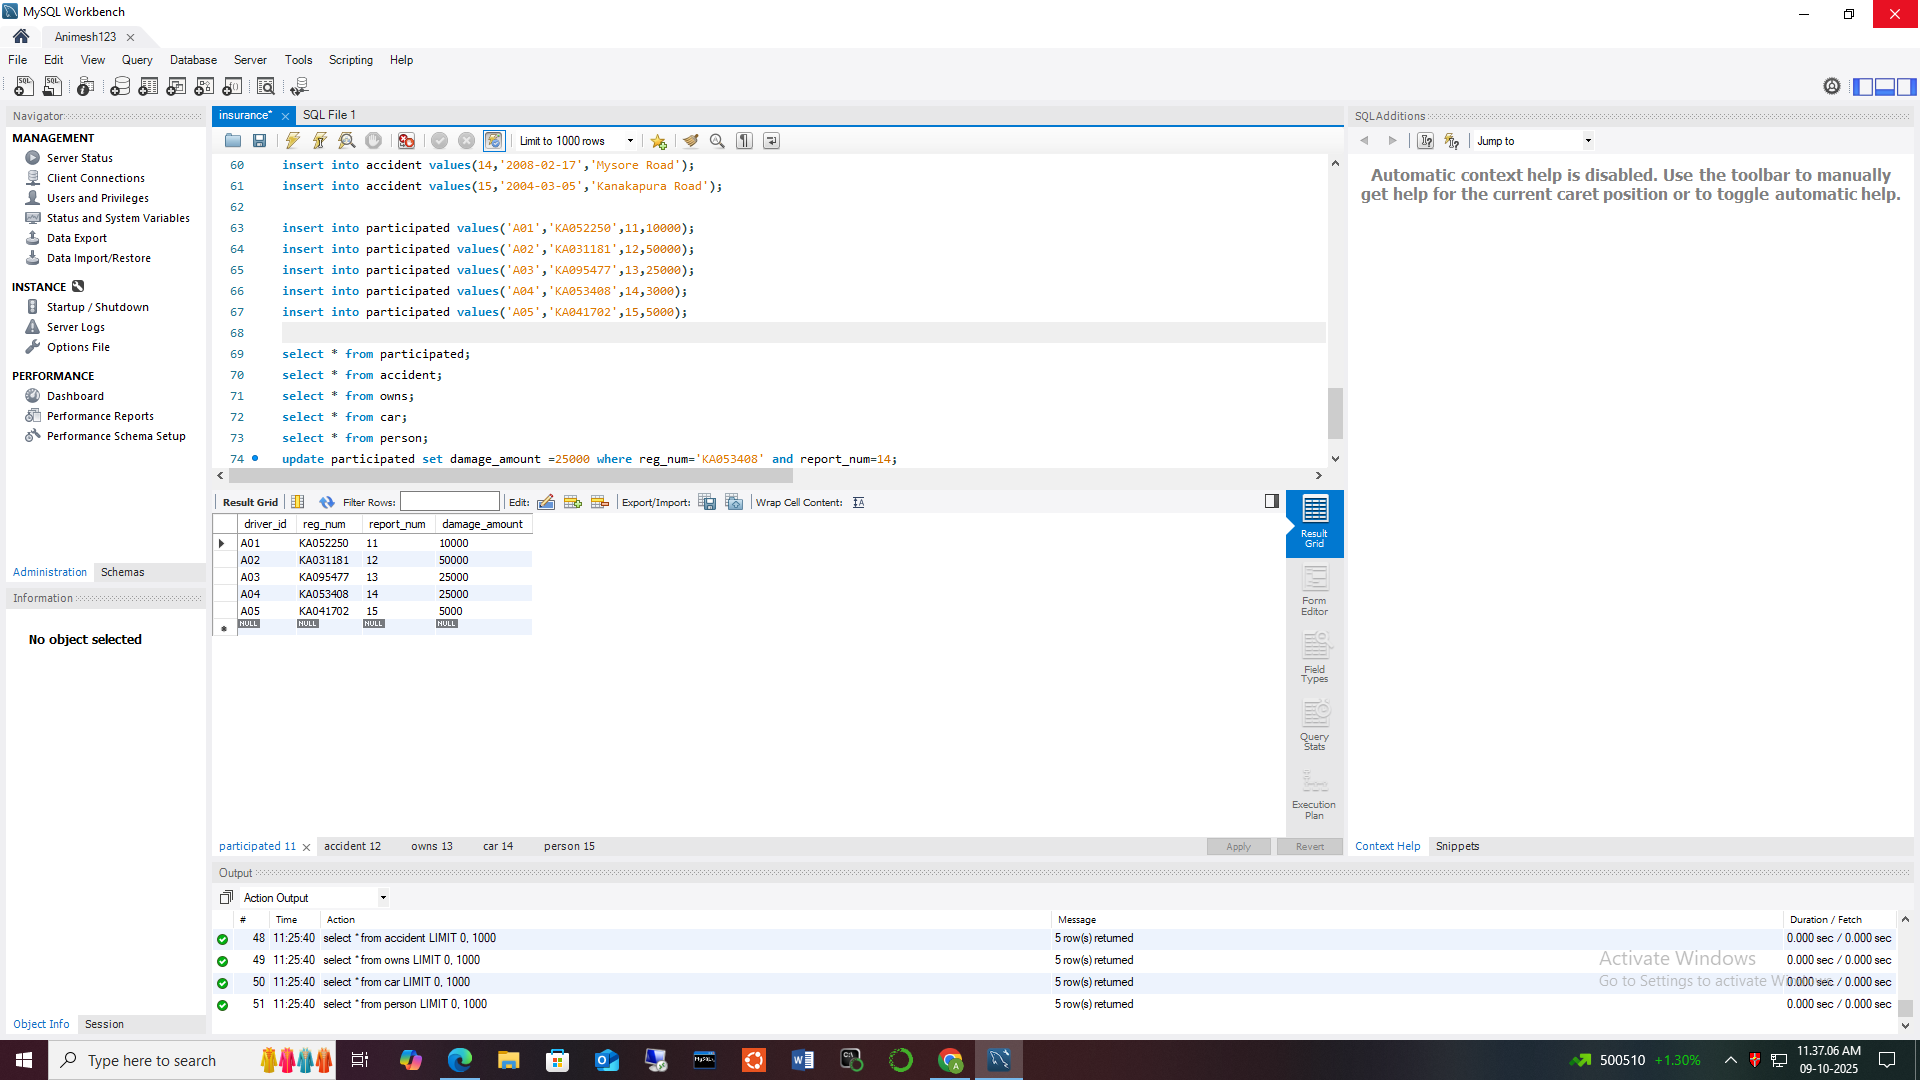 MySQL Workbench
Animesh123
File Edit View Query Database Server Tools Scripting Help
Navigator
MANAGEMENT
Server Status
Client Connections
Users and Privileges
Status and System Variables
Data Export
Data Import/Restore
INSTANCE
Startup / Shutdown
Server Logs
Options File
PERFORMANCE
Dashboard
Performance Reports
Performance Schema Setup
Administration Schemas
Information
No object selected
Object Info Session
insurance* SQL File 1
Limit to 1000 rows
60 insert into accident values(14,'2008-02-17','Mysore Road');
61 insert into accident values(15,'2004-03-05','Kanakapura Road');
62
63 insert into participated values('A01','KA052250',11,10000);
64 insert into participated values('A02','KA031181',12,50000);
65 insert into participated values('A03','KA095477',13,25000);
66 insert into participated values('A04','KA053408',14,3000);
67 insert into participated values('A05','KA041702',15,5000);
68
69 select * from participated;
70 select * from accident;
71 select * from owns;
72 select * from car;
73 select * from person;
74 update participated set damage_amount =25000 where reg_num='KA053408' and report_num=14;
Result Grid Filter Rows: Edit: Export/Import: Wrap Cell Content:
driver_id reg_num report_num damage_amount
A01 KA052250 11 10000
A02 KA031181 12 50000
A03 KA095477 13 25000
A04 KA053408 14 25000
A05 KA041702 15 5000
NULL NULL NULL NULL
Result
Grid
Form
Editor
Field
Types
Query
Stats
Execution
Plan
participated 11 accident 12 owns 13 car 14 person 15
Apply Revert
SQLAdditions
Jump to
Automatic context help is disabled. Use the toolbar to manually
get help for the current caret position or to toggle automatic help.
Context Help Snippets
Output
Action Output
# Time Action Message Duration / Fetch
48 11:25:40 select * from accident LIMIT 0, 1000 5 row(s) returned 0.000 sec / 0.000 sec
49 11:25:40 select * from owns LIMIT 0, 1000 5 row(s) returned 0.000 sec / 0.000 sec
50 11:25:40 select * from car LIMIT 0, 1000 5 row(s) returned 0.000 sec / 0.000 sec
51 11:25:40 select * from person LIMIT 0, 1000 5 row(s) returned 0.000 sec / 0.000 sec
Activate Windows
Go to Settings to activate Windows.
Type here to search
500510 +1.30%
11.37.06 AM
09-10-2025